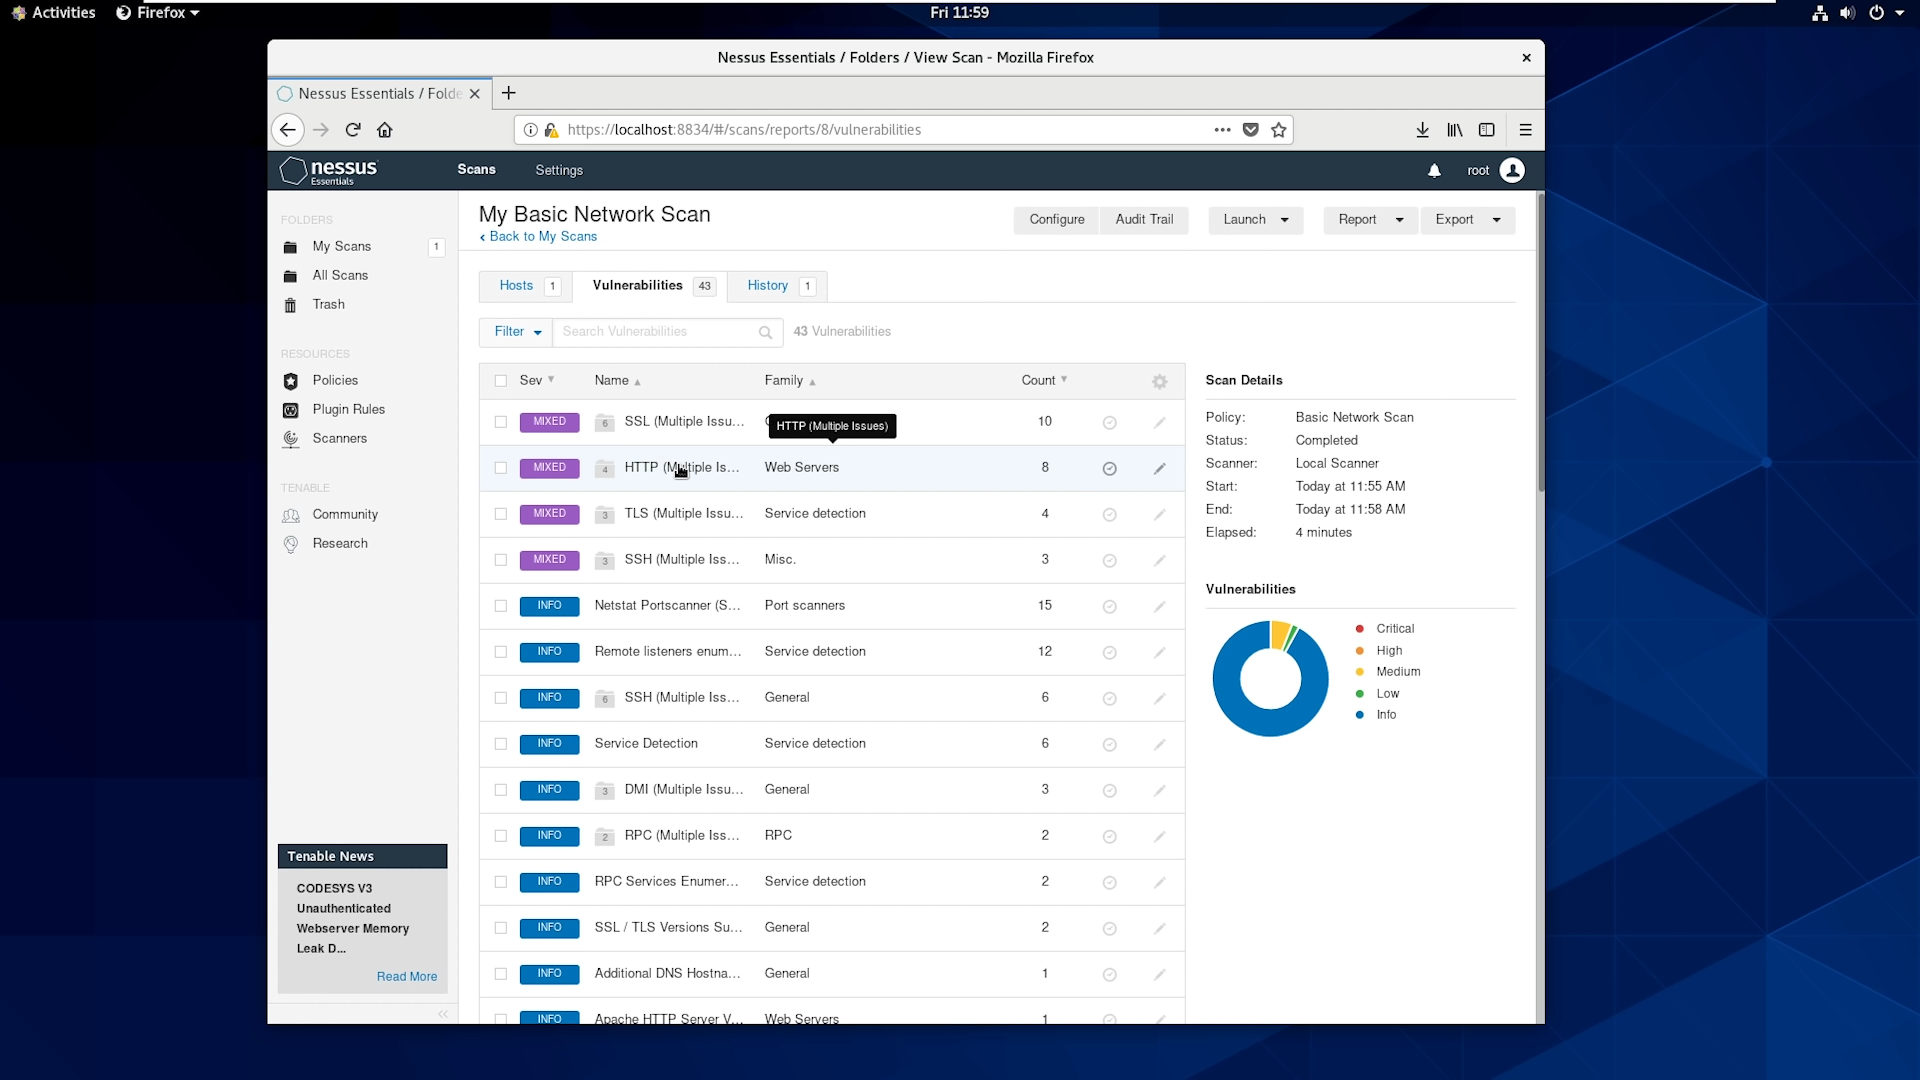 Activities Firefox Fri 11:59
Nessus Essentials / Folders / View Scan - Mozilla Firefox
Nessus Essentials / Folde
https://localhost:8834/#/scans/reports/8/vulnerabilities
nessus Essentials Scans Settings root
FOLDERS
My Scans 1
All Scans
Trash
RESOURCES
Policies
Plugin Rules
Scanners
TENABLE
Community
Research
Tenable News
CODESYS V3
Unauthenticated
Webserver Memory
Leak D...
Read More
My Basic Network Scan
Back to My Scans
Configure Audit Trail Launch Report Export
Hosts 1 Vulnerabilities 43 History 1
Filter Search Vulnerabilities 43 Vulnerabilities
Sev Name Family Count
MIXED 6 SSL (Multiple Issu... 10
HTTP (Multiple Issues)
MIXED 4 HTTP (Multiple Is... Web Servers 8
MIXED 3 TLS (Multiple Issu... Service detection 4
MIXED 3 SSH (Multiple Iss... Misc. 3
INFO Netstat Portscanner (S... Port scanners 15
INFO Remote listeners enum... Service detection 12
INFO 6 SSH (Multiple Iss... General 6
INFO Service Detection Service detection 6
INFO 3 DMI (Multiple Issu... General 3
INFO 2 RPC (Multiple Iss... RPC 2
INFO RPC Services Enumer... Service detection 2
INFO SSL / TLS Versions Su... General 2
INFO Additional DNS Hostna... General 1
INFO Apache HTTP Server V... Web Servers 1
Scan Details
Policy: Basic Network Scan
Status: Completed
Scanner: Local Scanner
Start: Today at 11:55 AM
End: Today at 11:58 AM
Elapsed: 4 minutes
Vulnerabilities
Critical
High
Medium
Low
Info